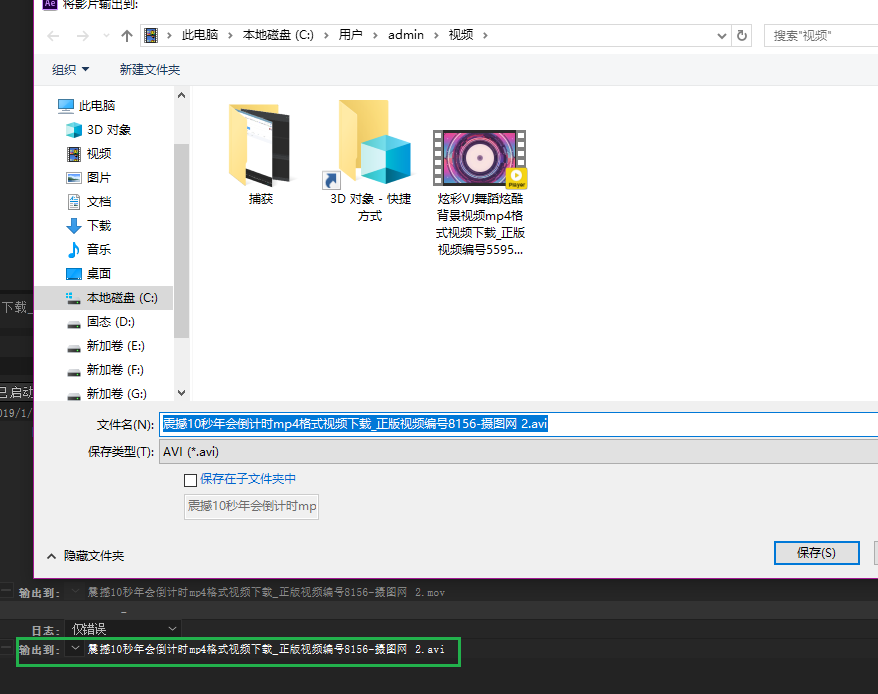 Ae 将影片输出到:
此电脑 › 本地磁盘 (C:) › 用户 › admin › 视频 ›
搜索"视频"
组织
新建文件夹
此电脑
3D 对象
视频
图片
文档
下载
音乐
桌面
本地磁盘 (C:)
固态 (D:)
新加卷 (E:)
新加卷 (F:)
新加卷 (G:)
捕获
3D 对象 - 快捷
方式
Player
炫彩VJ舞蹈炫酷
背景视频mp4格
式视频下载_正版
视频编号5595...
下载_
已启动
019/1/
文件名(N):
震撼10秒年会倒计时mp4格式视频下载_正版视频编号8156-摄图网 2.avi
保存类型(T):
AVI (*.avi)
保存在子文件夹中
震撼10秒年会倒计时mp
隐藏文件夹
保存(S)
输出到: 震撼10秒年会倒计时mp4格式视频下载_正版视频编号8156-摄图网 2.mov
日志: 仅错误
输出到: 震撼10秒年会倒计时mp4格式视频下载_正版视频编号8156-摄图网 2.avi